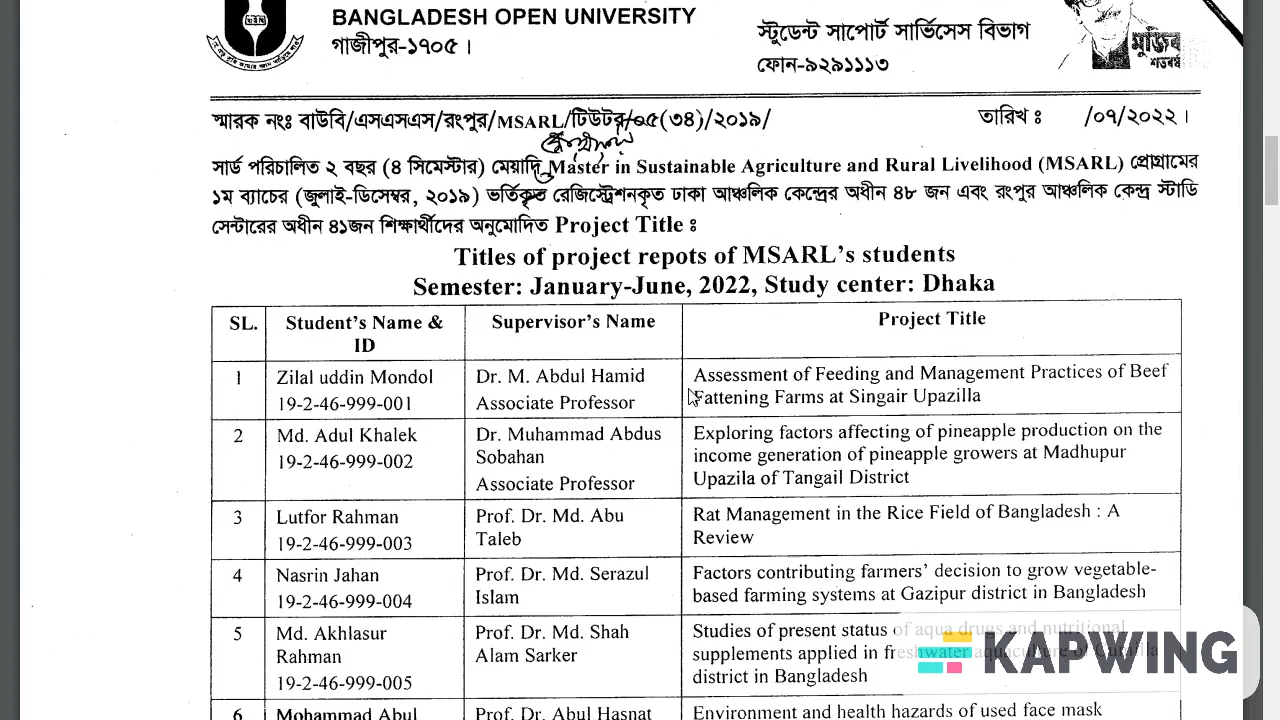 BANGLADESH OPEN UNIVERSITY
গাজীপুর-১৭০৫।
স্টুডেন্ট সাপোর্ট সার্ভিসেস বিভাগ
ফোন-৯২৯১১১৩
মুজিব
শতবর্ষ
স্মারক নংঃ বাউবি/এসএসএস/রংপুর/MSARL/টিউটর/০৫(৩৪)/২০১৯/
তারিখ ঃ /০৭/২০২২।
সার্ড পরিচালিত ২ বছর (৪ সিমেস্টার) মেয়াদি Master in Sustainable Agriculture and Rural Livelihood (MSARL) প্রোগ্রামের
১ম ব্যাচের (জুলাই-ডিসেম্বর, ২০১৯) ভর্তিকৃত রেজিস্ট্রেশনকৃত ঢাকা আঞ্চলিক কেন্দ্রের অধীন ৪৮ জন এবং রংপুর আঞ্চলিক কেন্দ্র স্টাডি
সেন্টারের অধীন ৪১জন শিক্ষার্থীদের অনুমোদিত Project Title ঃ
Titles of project repots of MSARL's students
Semester: January-June, 2022, Study center: Dhaka
SL.
Student's Name &
ID
Supervisor's Name
Project Title
1
Zilal uddin Mondol
19-2-46-999-001
Dr. M. Abdul Hamid
Associate Professor
Assessment of Feeding and Management Practices of Beef
Fattening Farms at Singair Upazilla
2
Md. Adul Khalek
19-2-46-999-002
Dr. Muhammad Abdus
Sobahan
Associate Professor
Exploring factors affecting of pineapple production on the
income generation of pineapple growers at Madhupur
Upazila of Tangail District
3
Lutfor Rahman
19-2-46-999-003
Prof. Dr. Md. Abu
Taleb
Rat Management in the Rice Field of Bangladesh : A
Review
4
Nasrin Jahan
19-2-46-999-004
Prof. Dr. Md. Serazul
Islam
Factors contributing farmers' decision to grow vegetable-
based farming systems at Gazipur district in Bangladesh
5
Md. Akhlasur
Rahman
19-2-46-999-005
Prof. Dr. Md. Shah
Alam Sarker
Studies of present status of aqua drugs and nutritional
supplements applied in freshwater aquaculture of Cumilla
district in Bangladesh
6
Mohammad Abul
Prof. Dr. Abul Hasnat
Environment and health hazards of used face mask
KAPWING